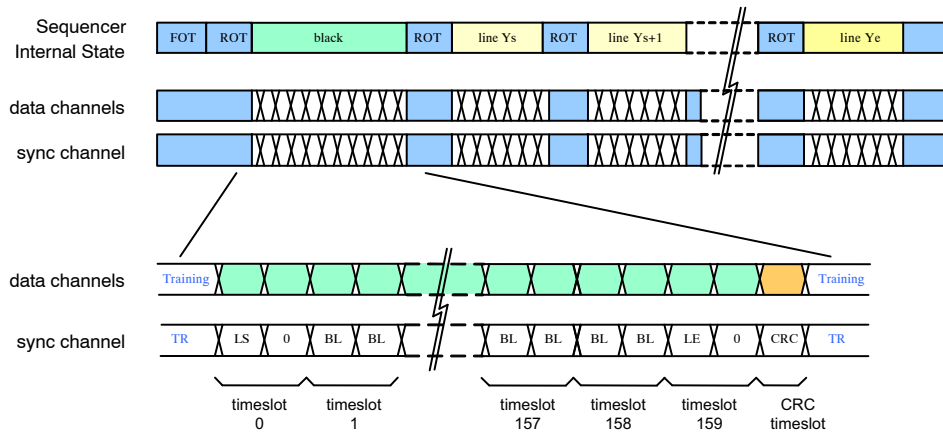 Sequencer
Internal State
FOT ROT black ROT line Ys ROT line Ys+1 ROT line Ye
data channels
sync channel
data channels Training Training
sync channel TR LS 0 BL BL BL BL BL BL LE 0 CRC TR
timeslot timeslot timeslot timeslot timeslot CRC
0 1 157 158 159 timeslot